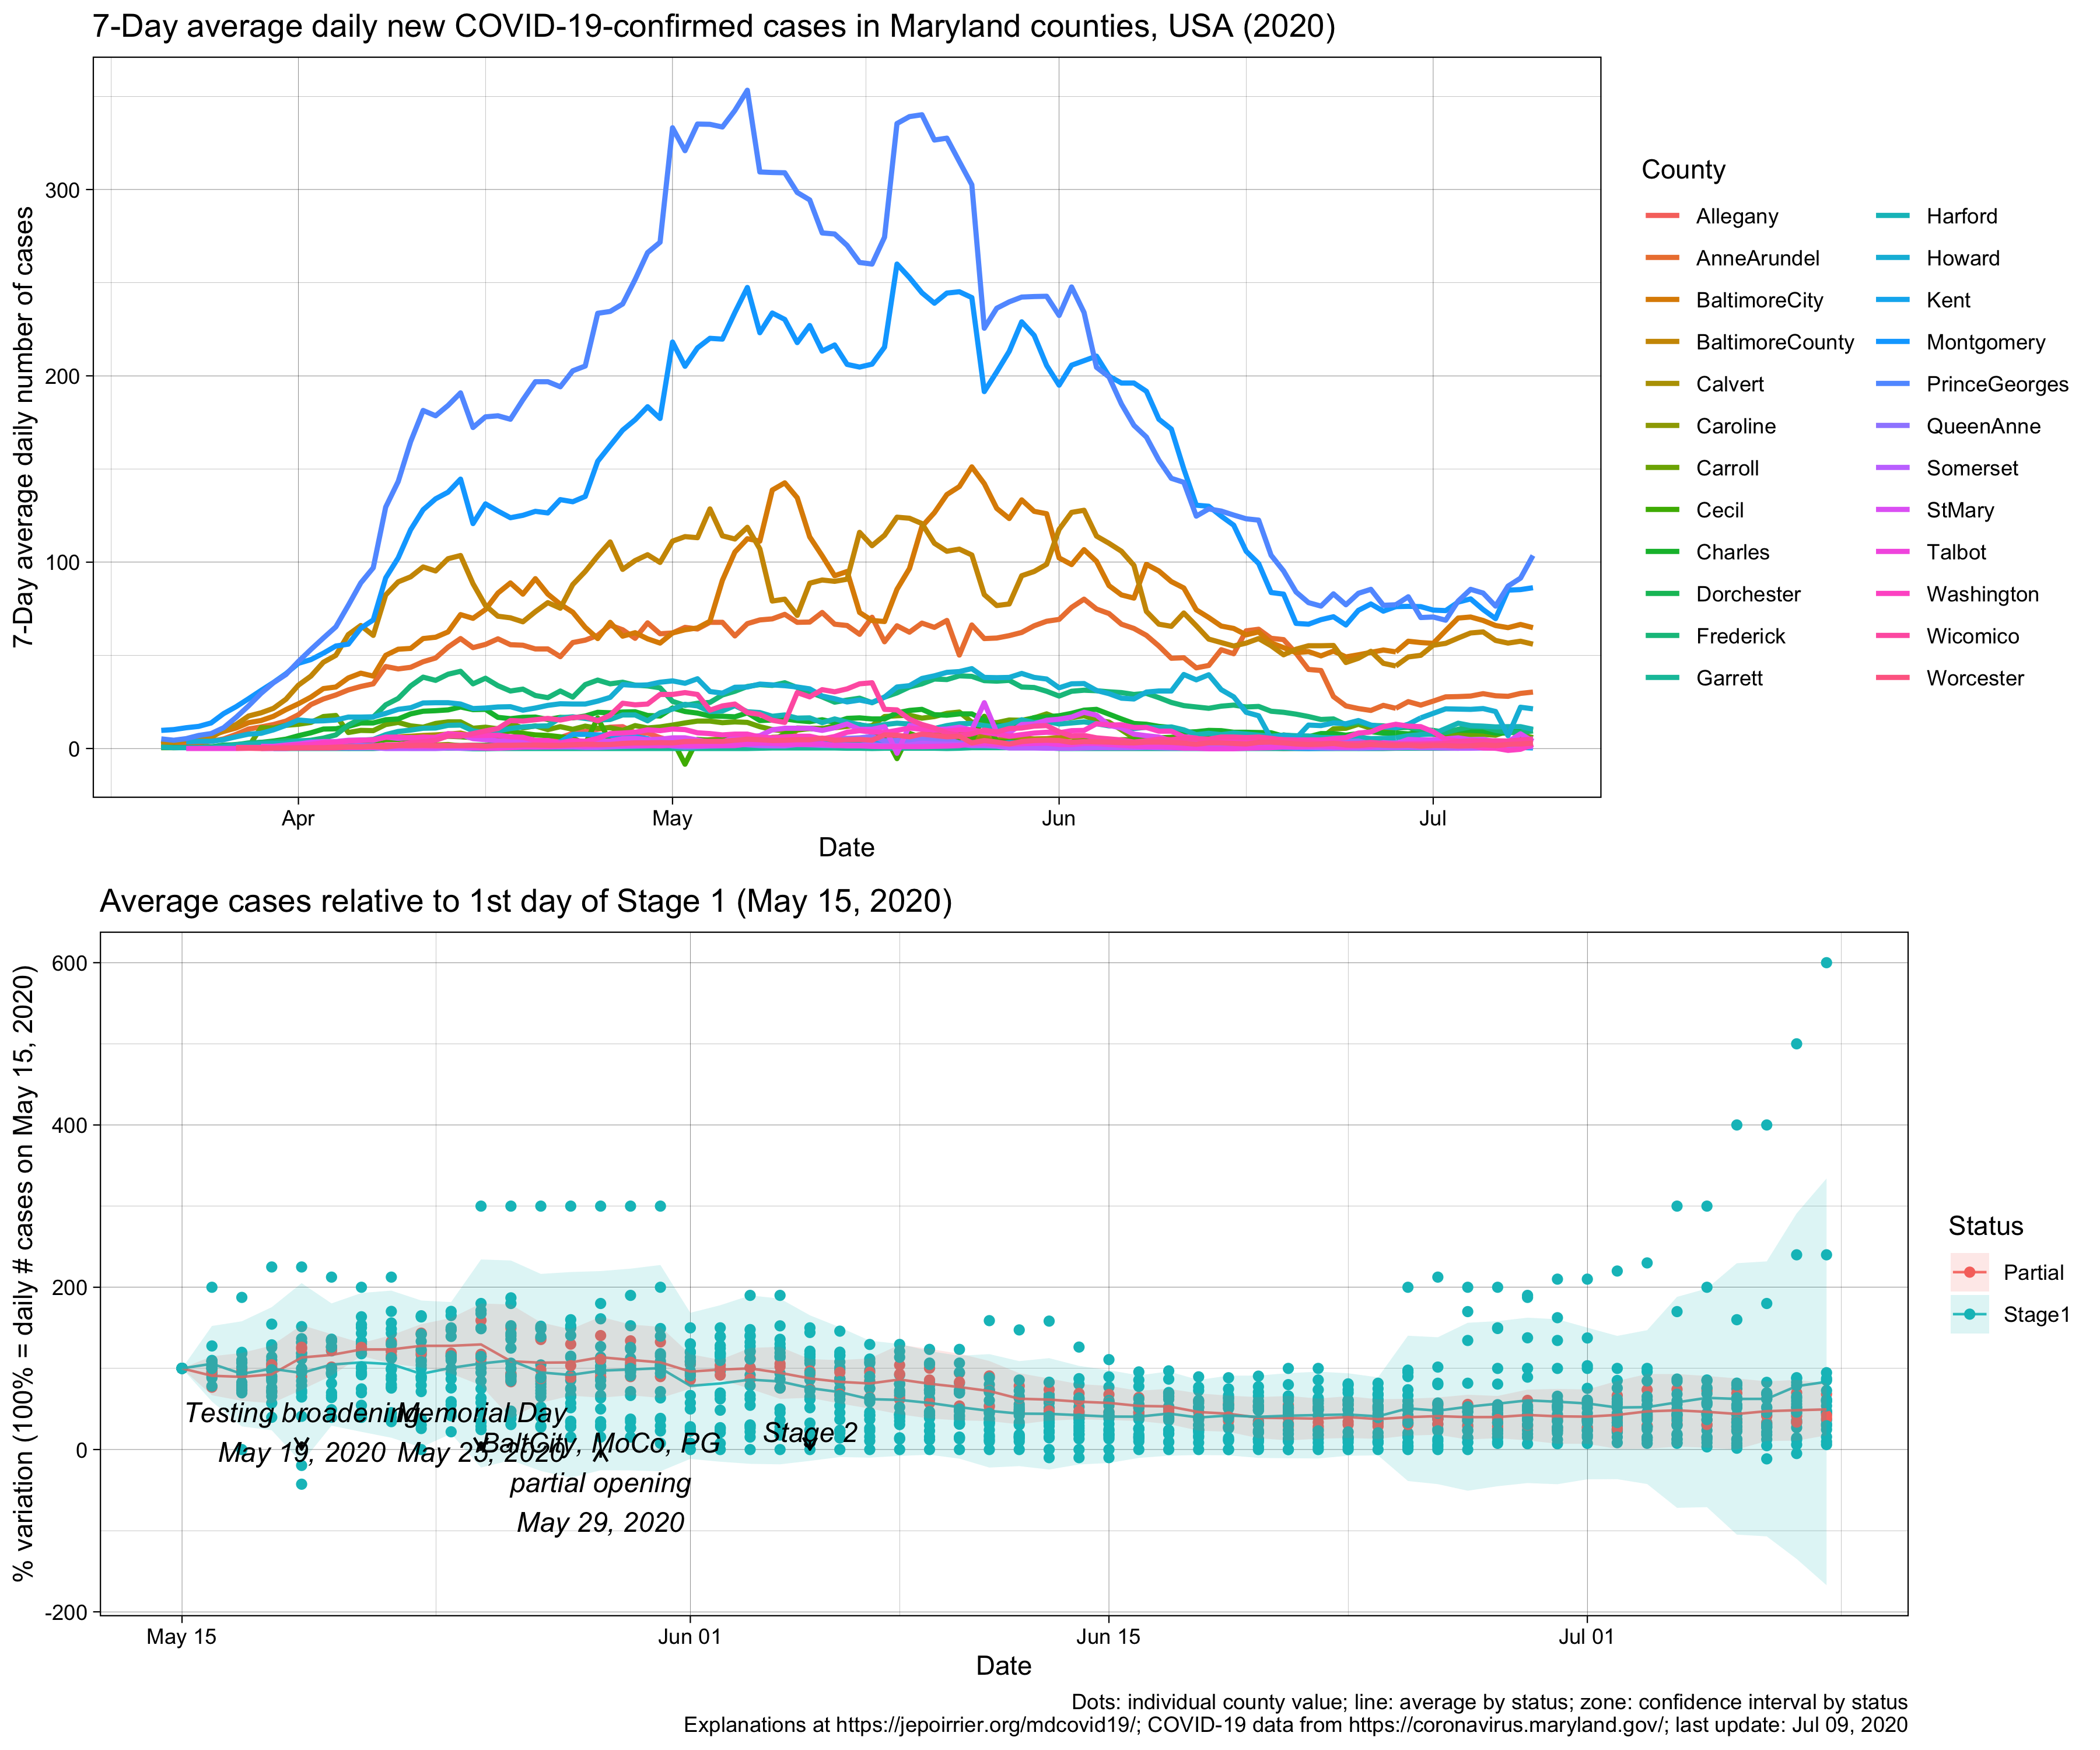 7-Day average daily new COVID-19-confirmed cases in Maryland counties, USA (2020)
7-Day average daily number of cases
300
200
100
0
Apr
May
Jun
Jul
Date
County
Allegany
AnneArundel
BaltimoreCity
BaltimoreCounty
Calvert
Caroline
Carroll
Cecil
Charles
Dorchester
Frederick
Garrett
Harford
Howard
Kent
Montgomery
PrinceGeorges
QueenAnne
Somerset
StMary
Talbot
Washington
Wicomico
Worcester
Average cases relative to 1st day of Stage 1 (May 15, 2020)
% variation (100% = daily # cases on May 15, 2020)
600
400
200
0
-200
Testing broadening
May 19, 2020
Memorial Day
May 25, 2020
BaltCity, MoCo, PG
partial opening
May 29, 2020
Stage 2
May 15
Jun 01
Jun 15
Jul 01
Date
Status
Partial
Stage1
Dots: individual county value; line: average by status; zone: confidence interval by status
Explanations at https://jepoirrier.org/mdcovid19/; COVID-19 data from https://coronavirus.maryland.gov/; last update: Jul 09, 2020